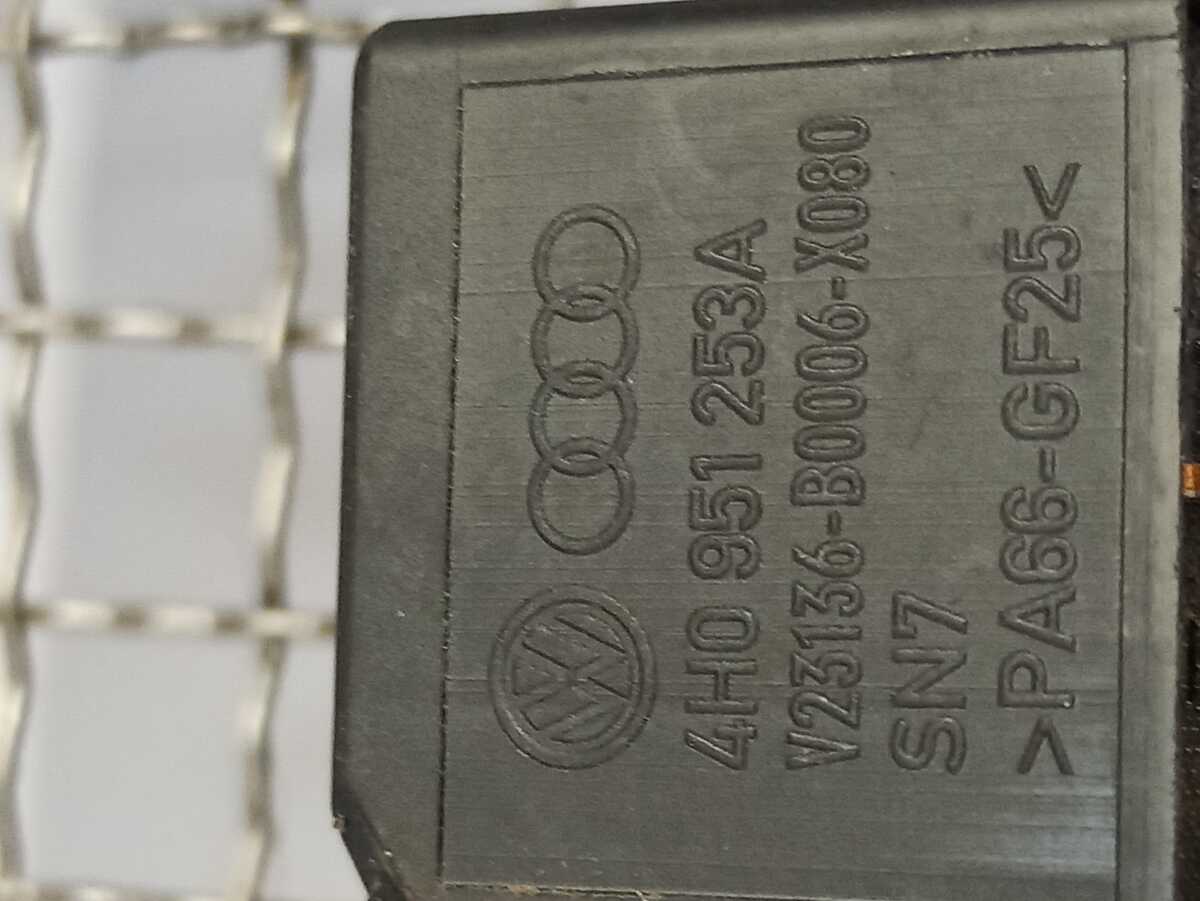 4H0 951 253A
V23136-B0006-X080
SN7
>PA66-GF25<